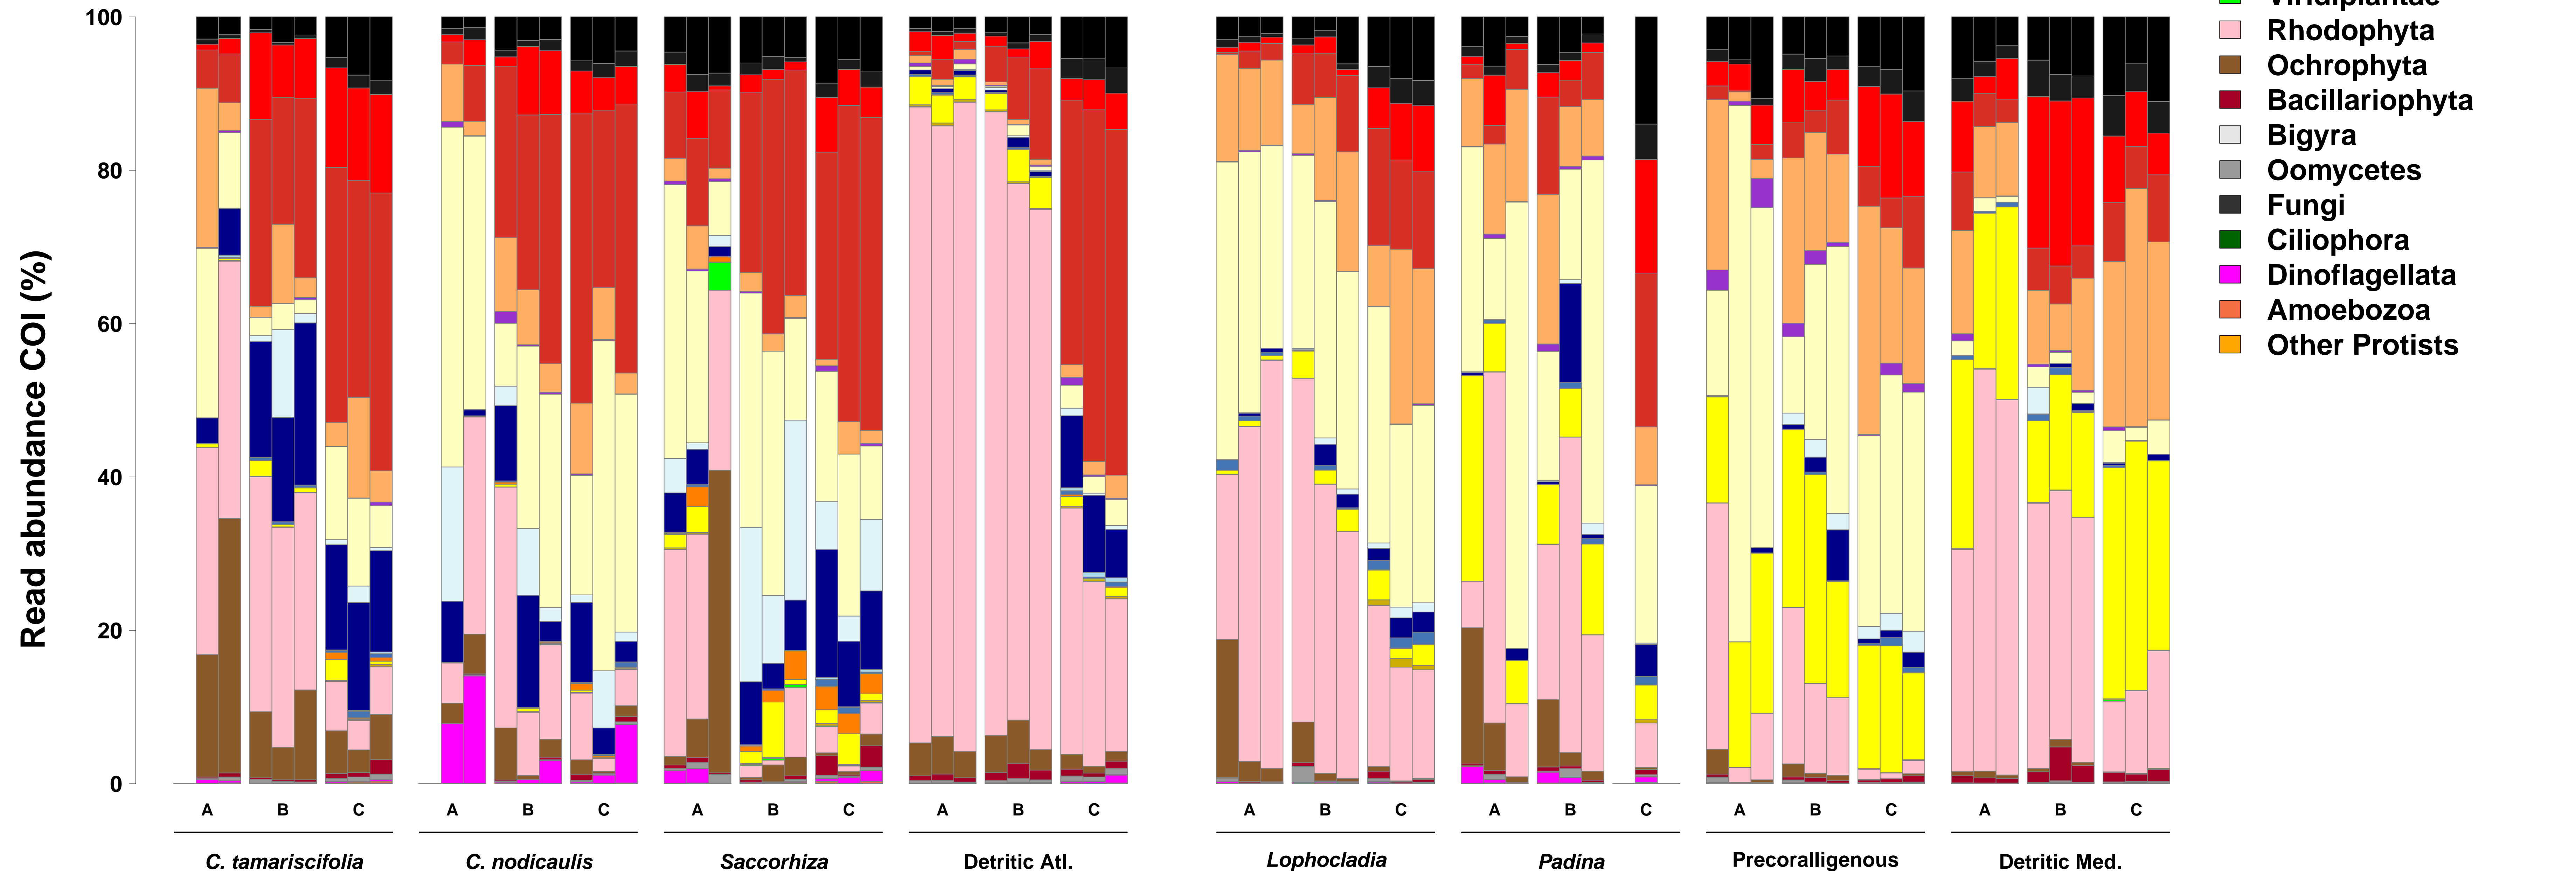 Viridiplantae
Rhodophyta
Ochrophyta
Bacillariophyta
Bigyra
Oomycetes
Fungi
Ciliophora
Dinoflagellata
Amoebozoa
Other Protists
Read abundance COI (%)
100
80
60
40
20
0
A B C A B C A B C A B C A B C A B C A B C A B C
C. tamariscifolia C. nodicaulis Saccorhiza Detritic Atl. Lophocladia Padina Precoralligenous Detritic Med.